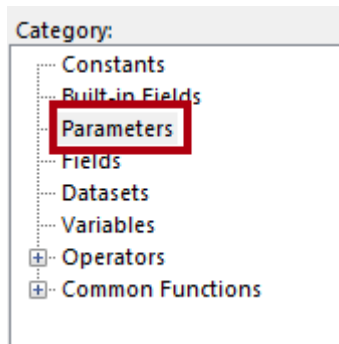 Category:
Constants
Built-in Fields
Parameters
Fields
Datasets
Variables
Operators
Common Functions